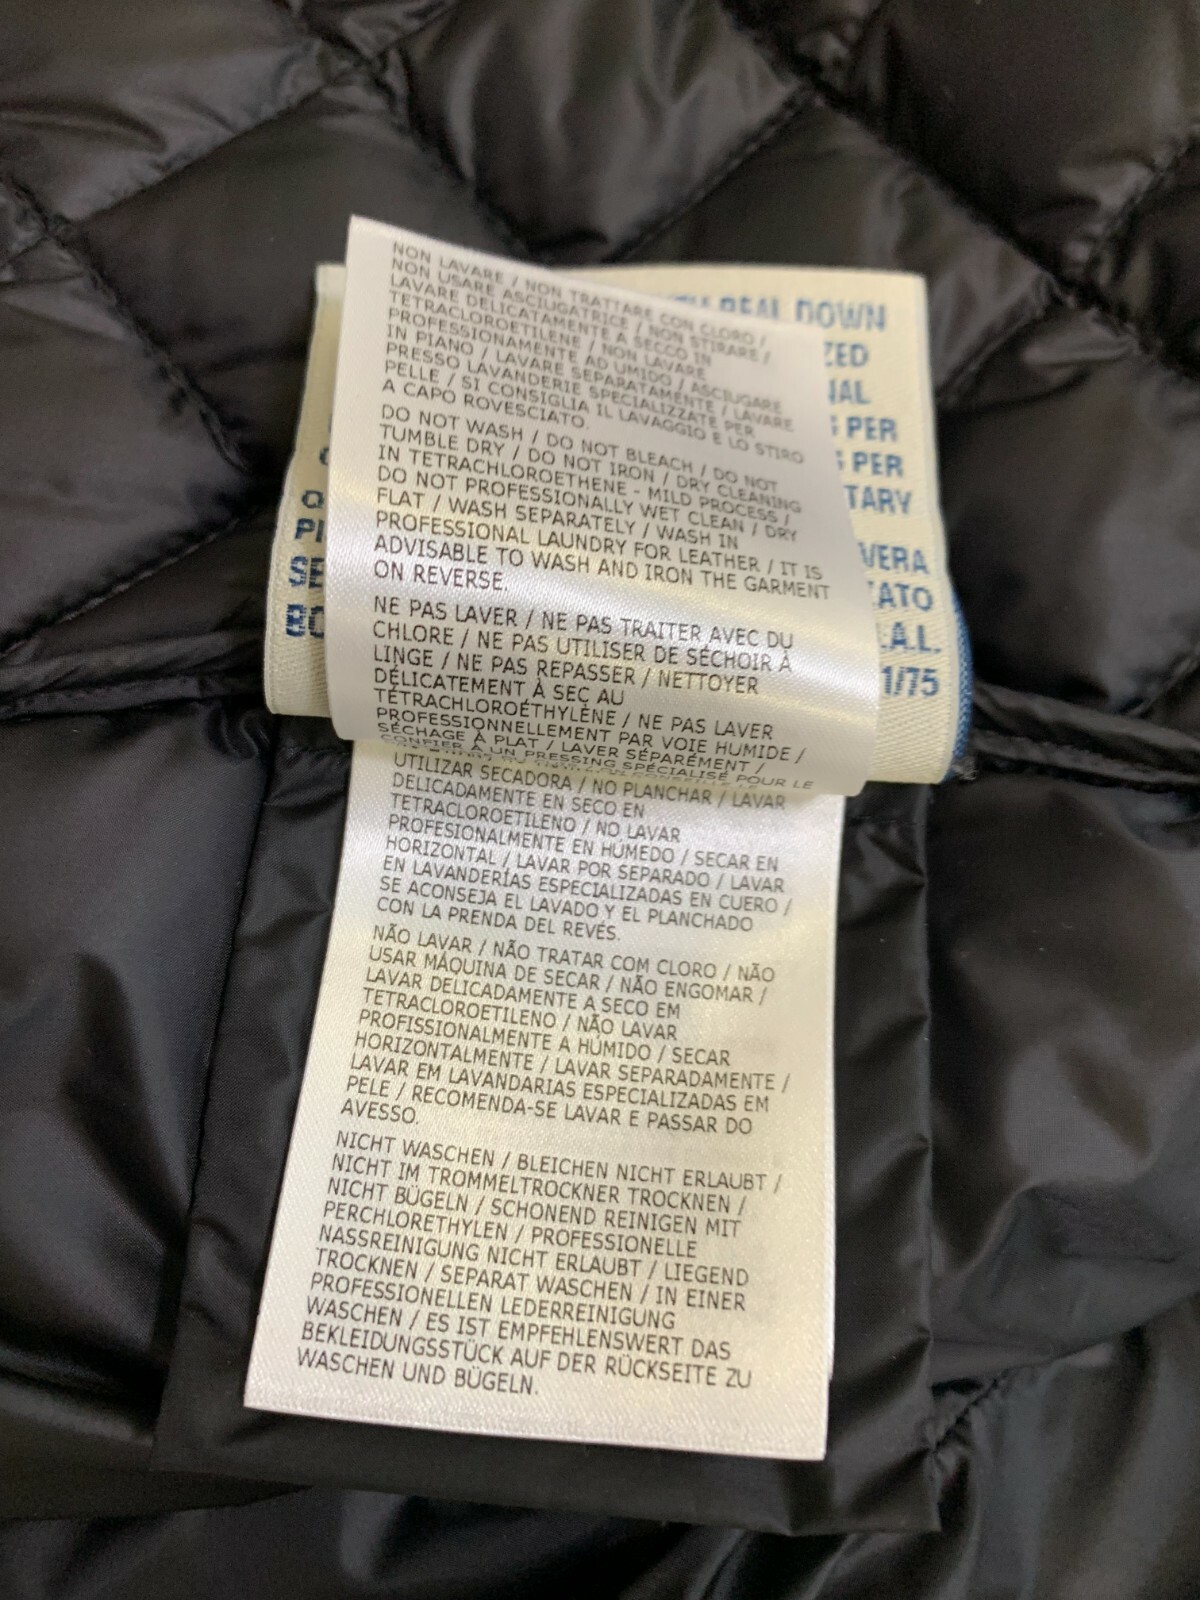 NON LAVARE / NON TRATTARE CON CLORO /
NON USARE ASCIUGATRICE / NON STIRARE /
LAVARE DELICATAMENTE A SECCO IN
TETRACLOROETILENE / NON LAVARE
PROFESSIONAMENTE AD UMIDO / ASCIUGARE
IN PIANO / LAVARE SEPARATAMENTE / LAVARE
PRESSO LAVANDERIE SPECIALIZZATE PER
PELLE / SI CONSIGLIA IL LAVAGGIO E LO STIRO
A CAPO ROVESCIATO.
DO NOT WASH / DO NOT BLEACH / DO NOT
TUMBLE DRY / DO NOT IRON / DRY CLEANING
IN TETRACHLOROETHENE - MILD PROCESS /
DO NOT PROFESSIONALLY WET CLEAN / DRY
FLAT / WASH SEPARATELY / WASH IN
PROFESSIONAL LAUNDRY FOR LEATHER / IT IS
ADVISABLE TO WASH AND IRON THE GARMENT
ON REVERSE.
NE PAS LAVER / NE PAS TRAITER AVEC DU
CHLORE / NE PAS UTILISER DE SÉCHOIR À
LINGE / NE PAS REPASSER / NETTOYER
DÉLICATEMENT À SEC AU
TÉTRACHLOROÉTHYLÈNE / NE PAS LAVER
PROFESSIONNELLEMENT PAR VOIE HUMIDE /
SÉCHAGE À PLAT / LAVER SÉPARÉMENT /
CONFIER À UN PRESSING SPÉCIALISÉ POUR LE
REAL DOWN
ZED
PER
PER
TARY
VERA
ATO
.A.L.
1/75
UTILIZAR SECADORA / NO PLANCHAR / LAVAR
DELICADAMENTE EN SECO EN
TETRACLOROETILENO / NO LAVAR
PROFESIONALMENTE EN HÚMEDO / SECAR EN
HORIZONTAL / LAVAR POR SEPARADO / LAVAR
EN LAVANDERÍAS ESPECIALIZADAS EN CUERO /
SE ACONSEJA EL LAVADO Y EL PLANCHADO
CON LA PRENDA DEL REVÉS.
NÃO LAVAR / NÃO TRATAR COM CLORO / NÃO
USAR MÁQUINA DE SECAR / NÃO ENGOMAR /
LAVAR DELICADAMENTE A SECO EM
TETRACLOROETILENO / NÃO LAVAR
PROFISSIONALMENTE A HÚMIDO / SECAR
HORIZONTALMENTE / LAVAR SEPARADAMENTE /
LAVAR EM LAVANDARIAS ESPECIALIZADAS EM
PELE / RECOMENDA-SE LAVAR E PASSAR DO
AVESSO.
NICHT WASCHEN / BLEICHEN NICHT ERLAUBT /
NICHT IM TROMMELTROCKNER TROCKNEN /
NICHT BÜGELN / SCHONEND REINIGEN MIT
PERCHLORETHYLEN / PROFESSIONELLE
NASSREINIGUNG NICHT ERLAUBT / LIEGEND
TROCKNEN / SEPARAT WASCHEN / IN EINER
PROFESSIONELLEN LEDERREINIGUNG
WASCHEN / ES IST EMPFEHLENSWERT DAS
BEKLEIDUNGSSTÜCK AUF DER RÜCKSEITE ZU
WASCHEN UND BÜGELN.